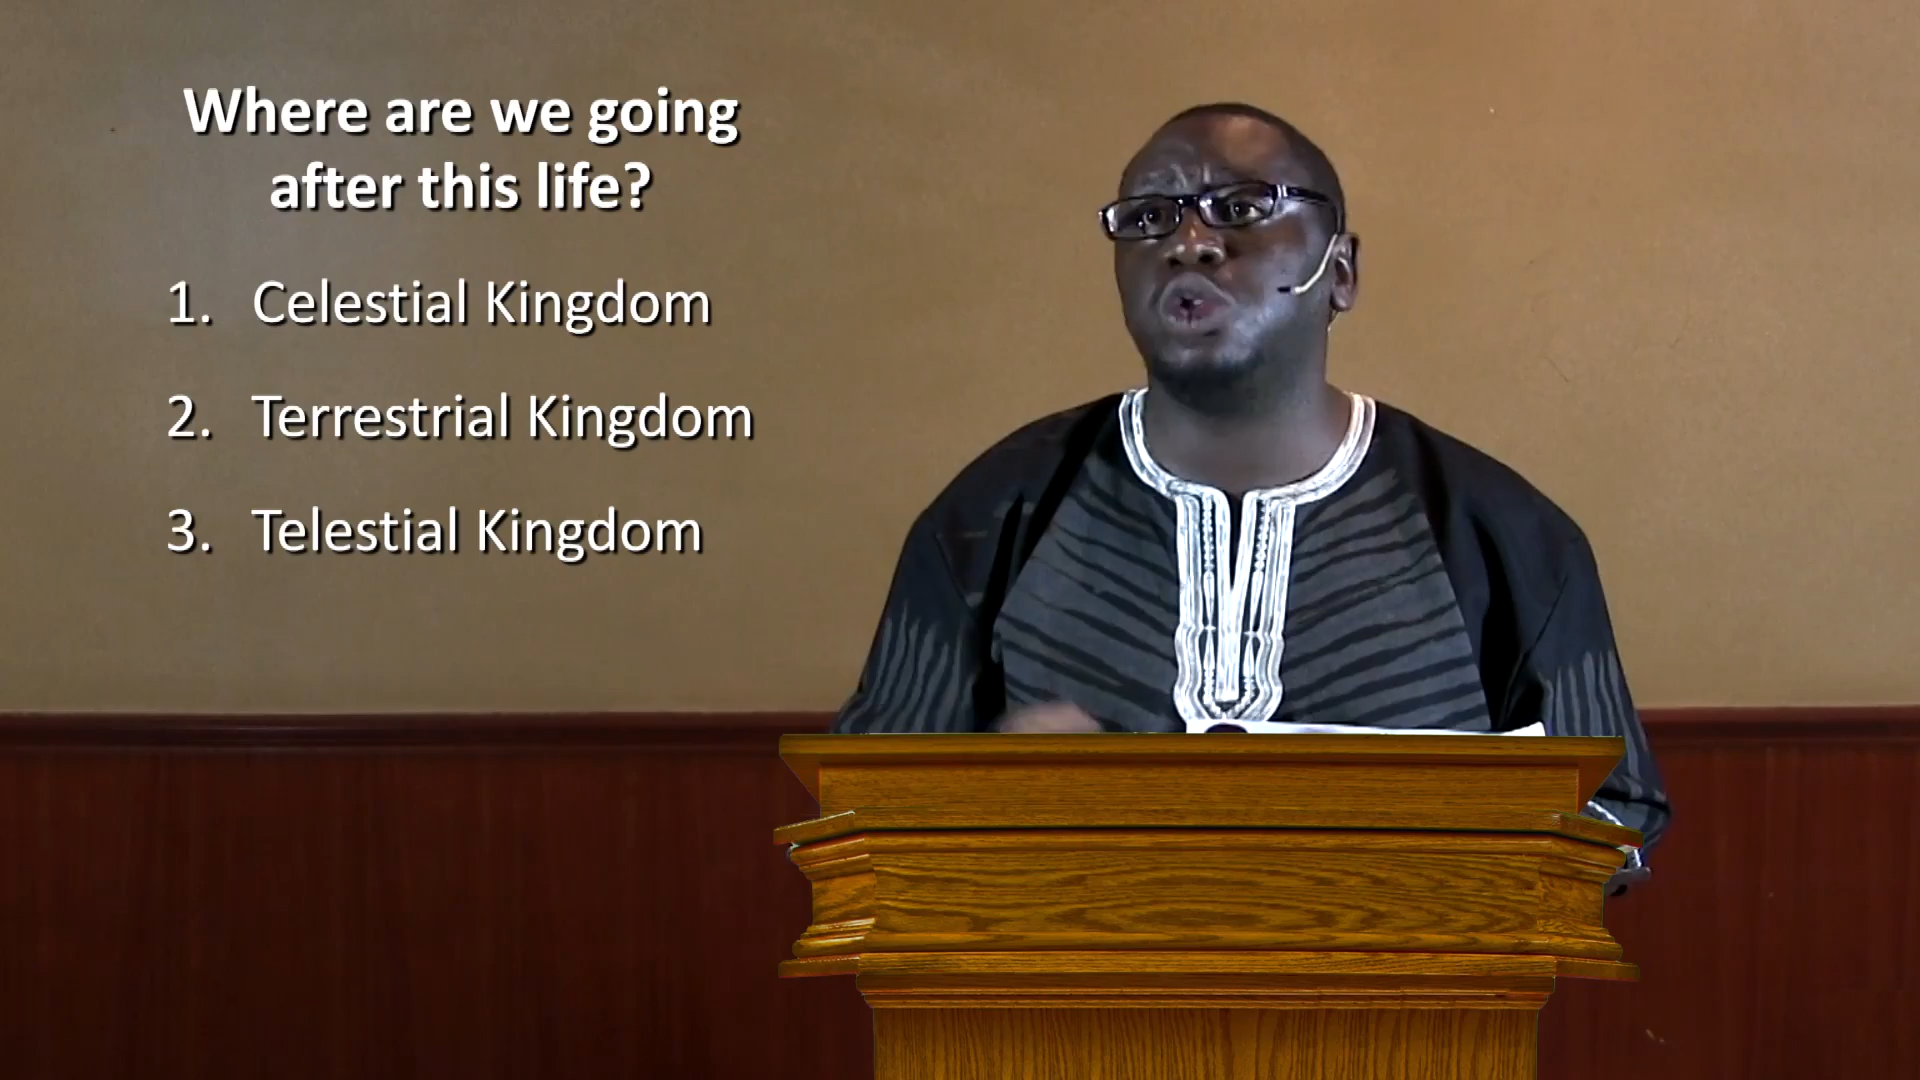 Where are we going
after this life?
1. Celestial Kingdom
2. Terrestrial Kingdom
3. Telestial Kingdom